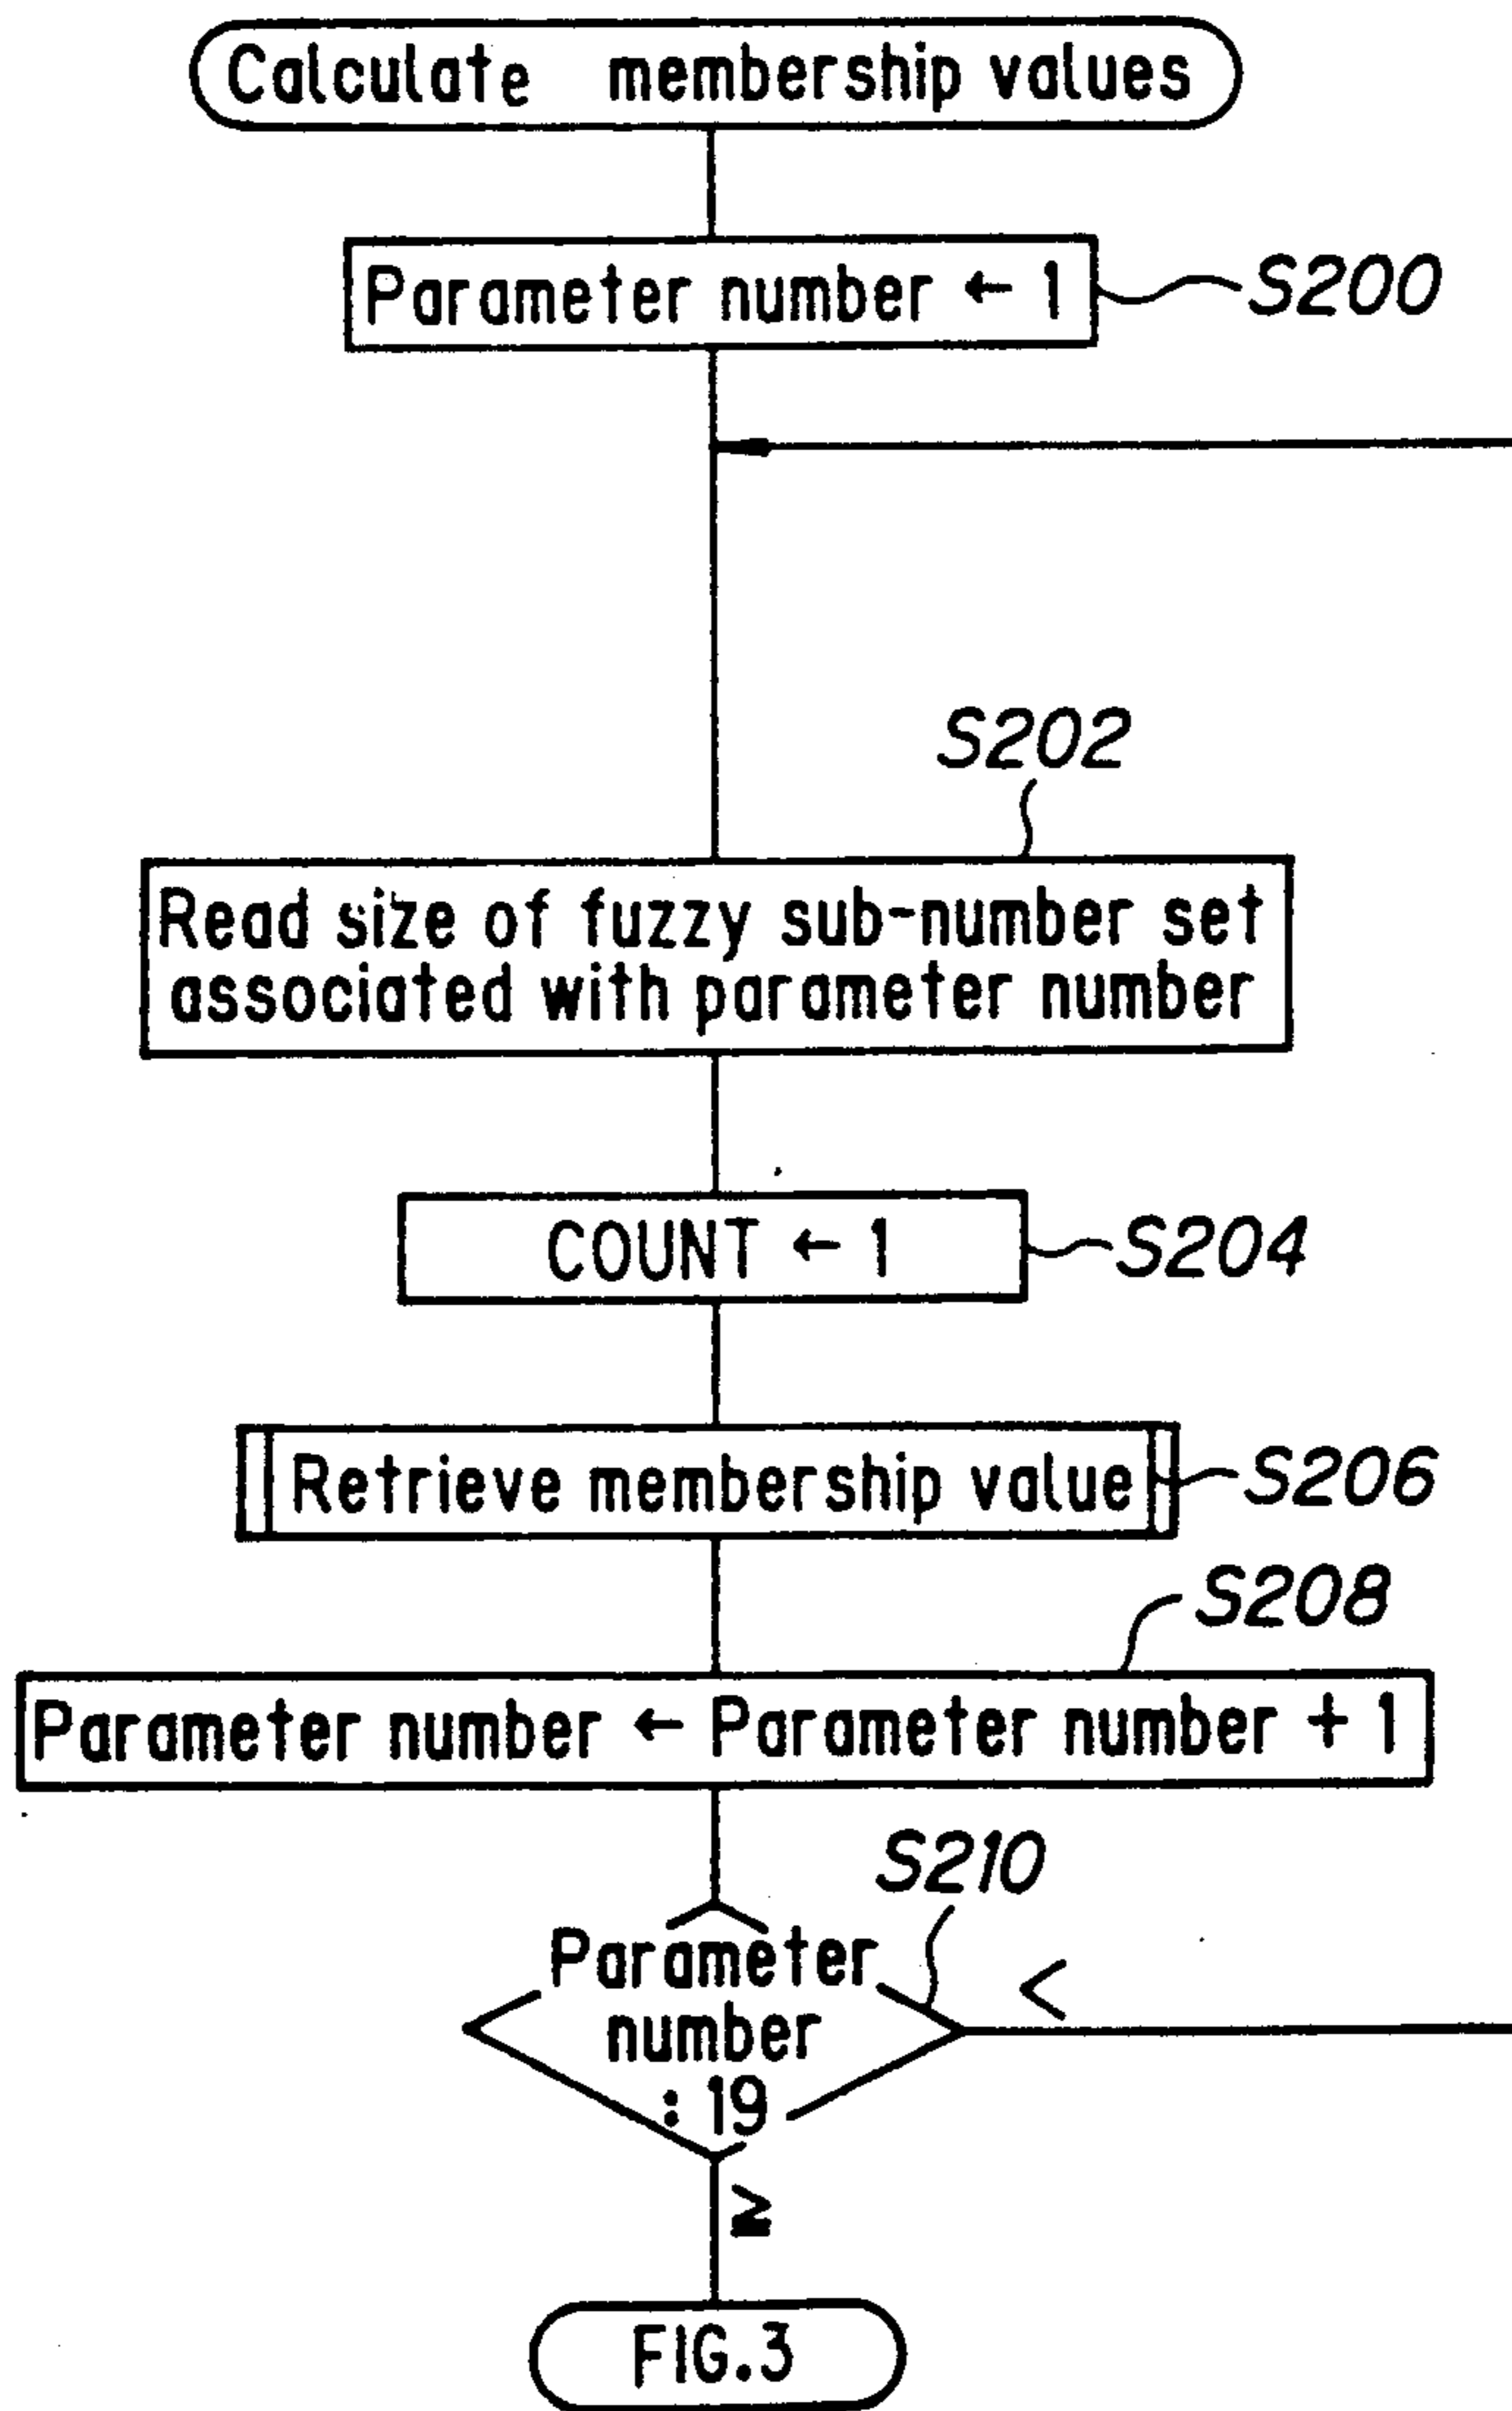 Calculate membership values
Parameter number ← 1
S200
S202
Read size of fuzzy sub-number set
associated with parameter number
COUNT ← 1
S204
Retrieve membership value
S206
S208
Parameter number ← Parameter number + 1
S210
Parameter
number
: 19
<
≥
FIG.3